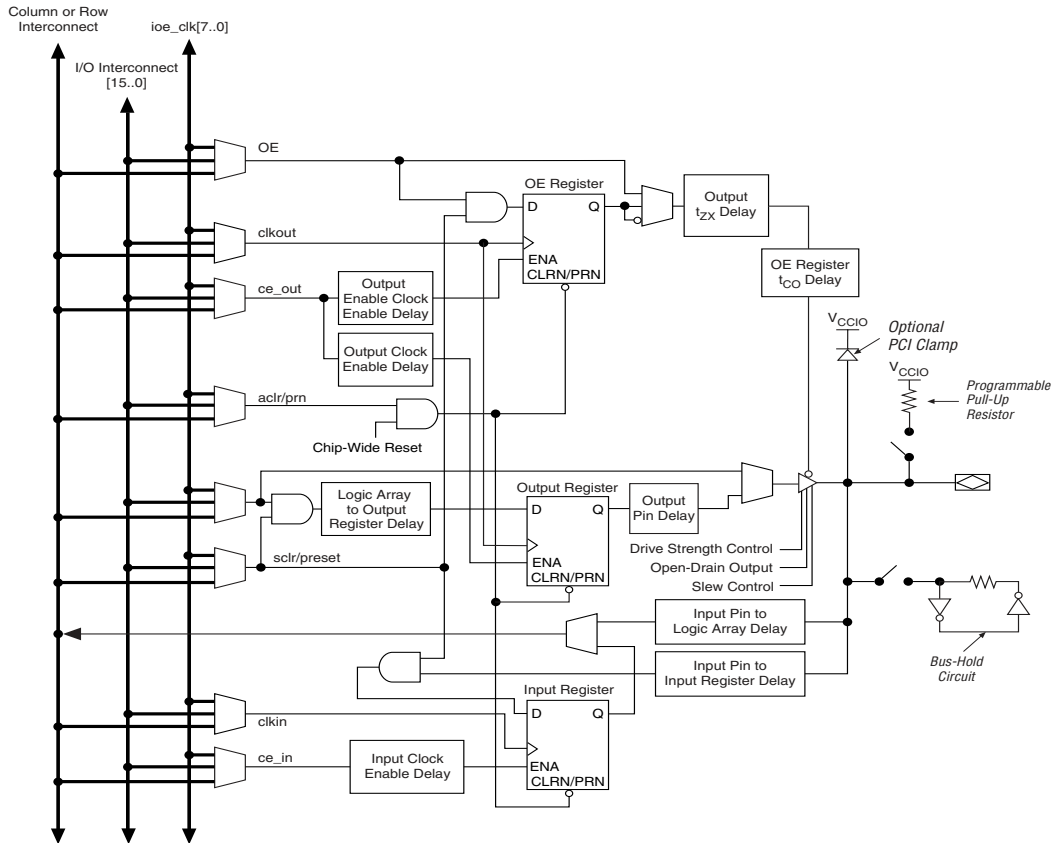 Column or Row
Interconnect
ioe_clk[7..0]
I/O Interconnect
[15..0]
OE
OE Register
D
Q
Output
tZX Delay
clkout
ENA
CLRN/PRN
OE Register
tCO Delay
ce_out
Output
Enable Clock
Enable Delay
Output Clock
Enable Delay
VCCIO
Optional
PCI Clamp
VCCIO
Programmable
Pull-Up
Resistor
aclr/prn
Chip-Wide Reset
Logic Array
to Output
Register Delay
Output Register
D
Q
Output
Pin Delay
ENA
CLRN/PRN
Drive Strength Control
Open-Drain Output
Slew Control
sclr/preset
Input Pin to
Logic Array Delay
Input Pin to
Input Register Delay
Bus-Hold
Circuit
Input Register
D
Q
clkin
ENA
CLRN/PRN
ce_in
Input Clock
Enable Delay